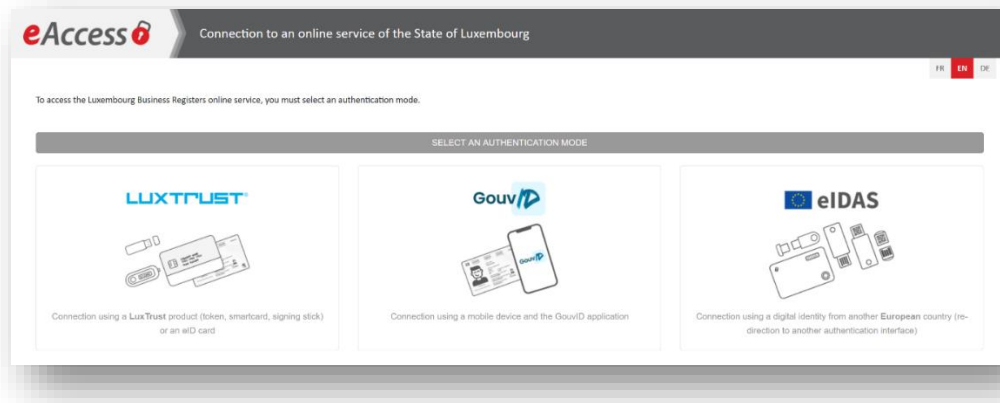 eAccess
Connection to an online service of the State of Luxembourg
FR EN DE
To access the Luxembourg Business Registers online service, you must select an authentication mode.
SELECT AN AUTHENTICATION MODE
LUXTRUST
GouvID
eIDAS
GouvID
Connection using a LuxTrust product (token, smartcard, signing stick)
or an eID card
Connection using a mobile device and the GouvID application
Connection using a digital identity from another European country (re-
direction to another authentication interface)